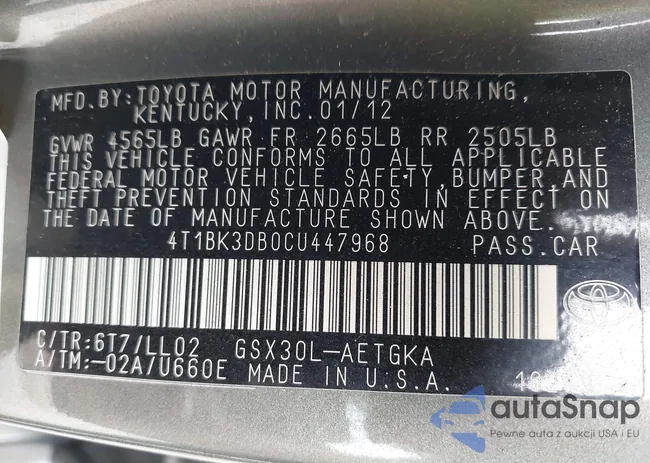 MFD.BY:TOYOTA MOTOR MANUFACTURING,
KENTUCKY, INC.01/12
GVWR 4565LB GAWR FR 2665LB RR 2505LB
THIS VEHICLE CONFORMS TO ALL APPLICABLE
FEDERAL MOTOR VEHICLE SAFETY,BUMPER,AND
THEFT PREVENTION STANDARDS IN EFFECT ON
THE DATE OF MANUFACTURE SHOWN ABOVE.
4T1BK3DB0CU447968 PASS.CAR
C/TR:6T7/LL02 GSX30L-AETGKA
A/TM:-02A/U660E MADE IN U.S.A.
autaSnap
Pewne auta z aukcji USA i EU